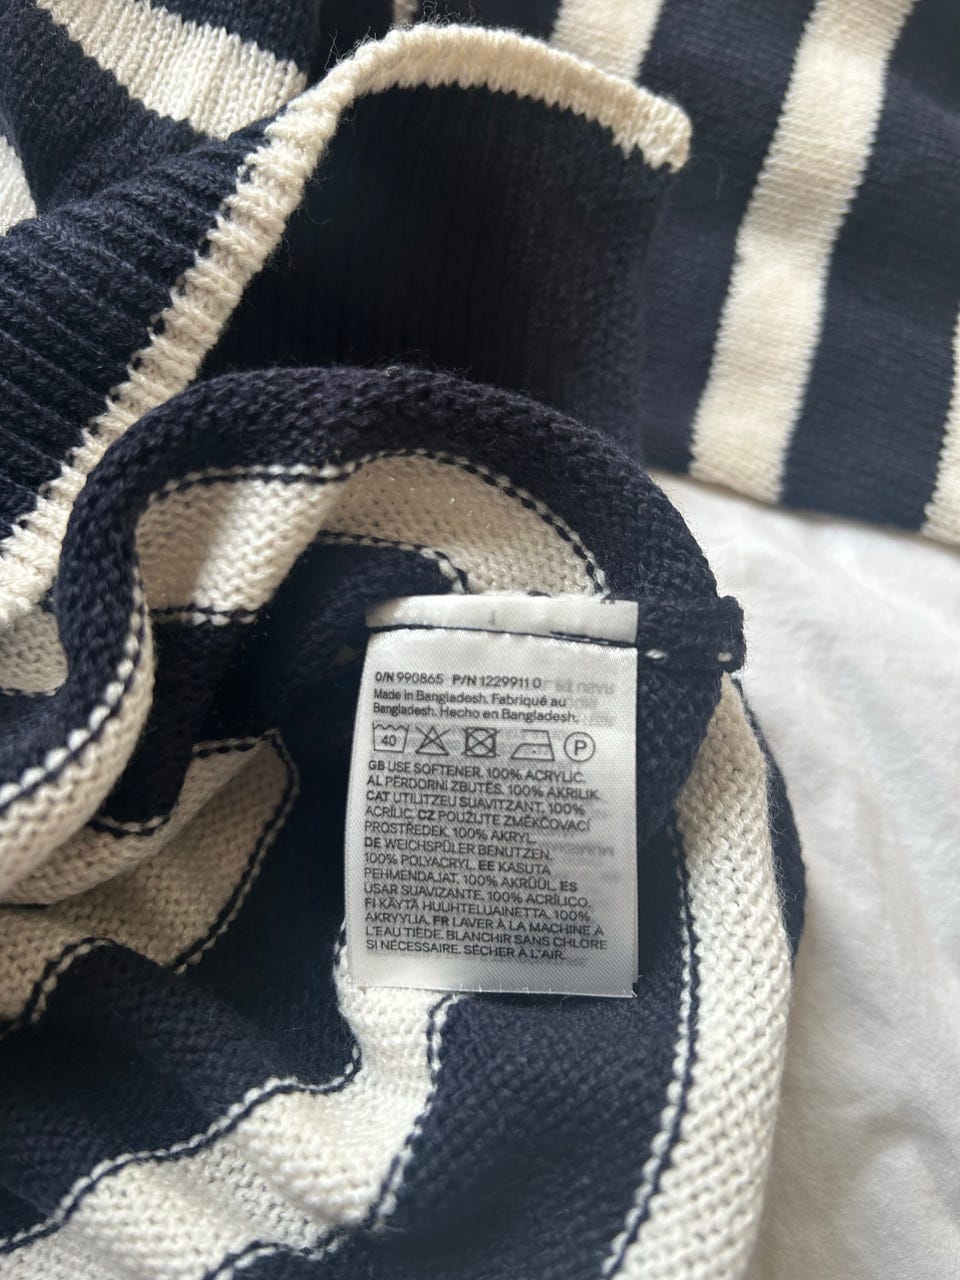 O/N 990865 P/N 1229911 0
Made in Bangladesh. Fabriqué au
Bangladesh. Hecho en Bangladesh.
40 P
GB USE SOFTENER. 100% ACRYLIC.
AL PËRDORNI ZBUTËS. 100% AKRILIK.
CAT UTILITZEU SUAVITZANT. 100%
ACRÍLIC. CZ POUŽIJTE ZMĚKČOVACÍ
PROSTŘEDEK. 100% AKRYL.
DE WEICHSPÜLER BENUTZEN.
100% POLYACRYL. EE KASUTA
PEHMENDAJAT. 100% AKRÜÜL. ES
USAR SUAVIZANTE. 100% ACRÍLICO.
FI KÄYTÄ HUUHTELUAINETTA. 100%
AKRYYLIA. FR LAVER À LA MACHINE À
L'EAU TIEDE. BLANCHIR SANS CHLORE
SI NÉCESSAIRE. SÉCHER À L'AIR.